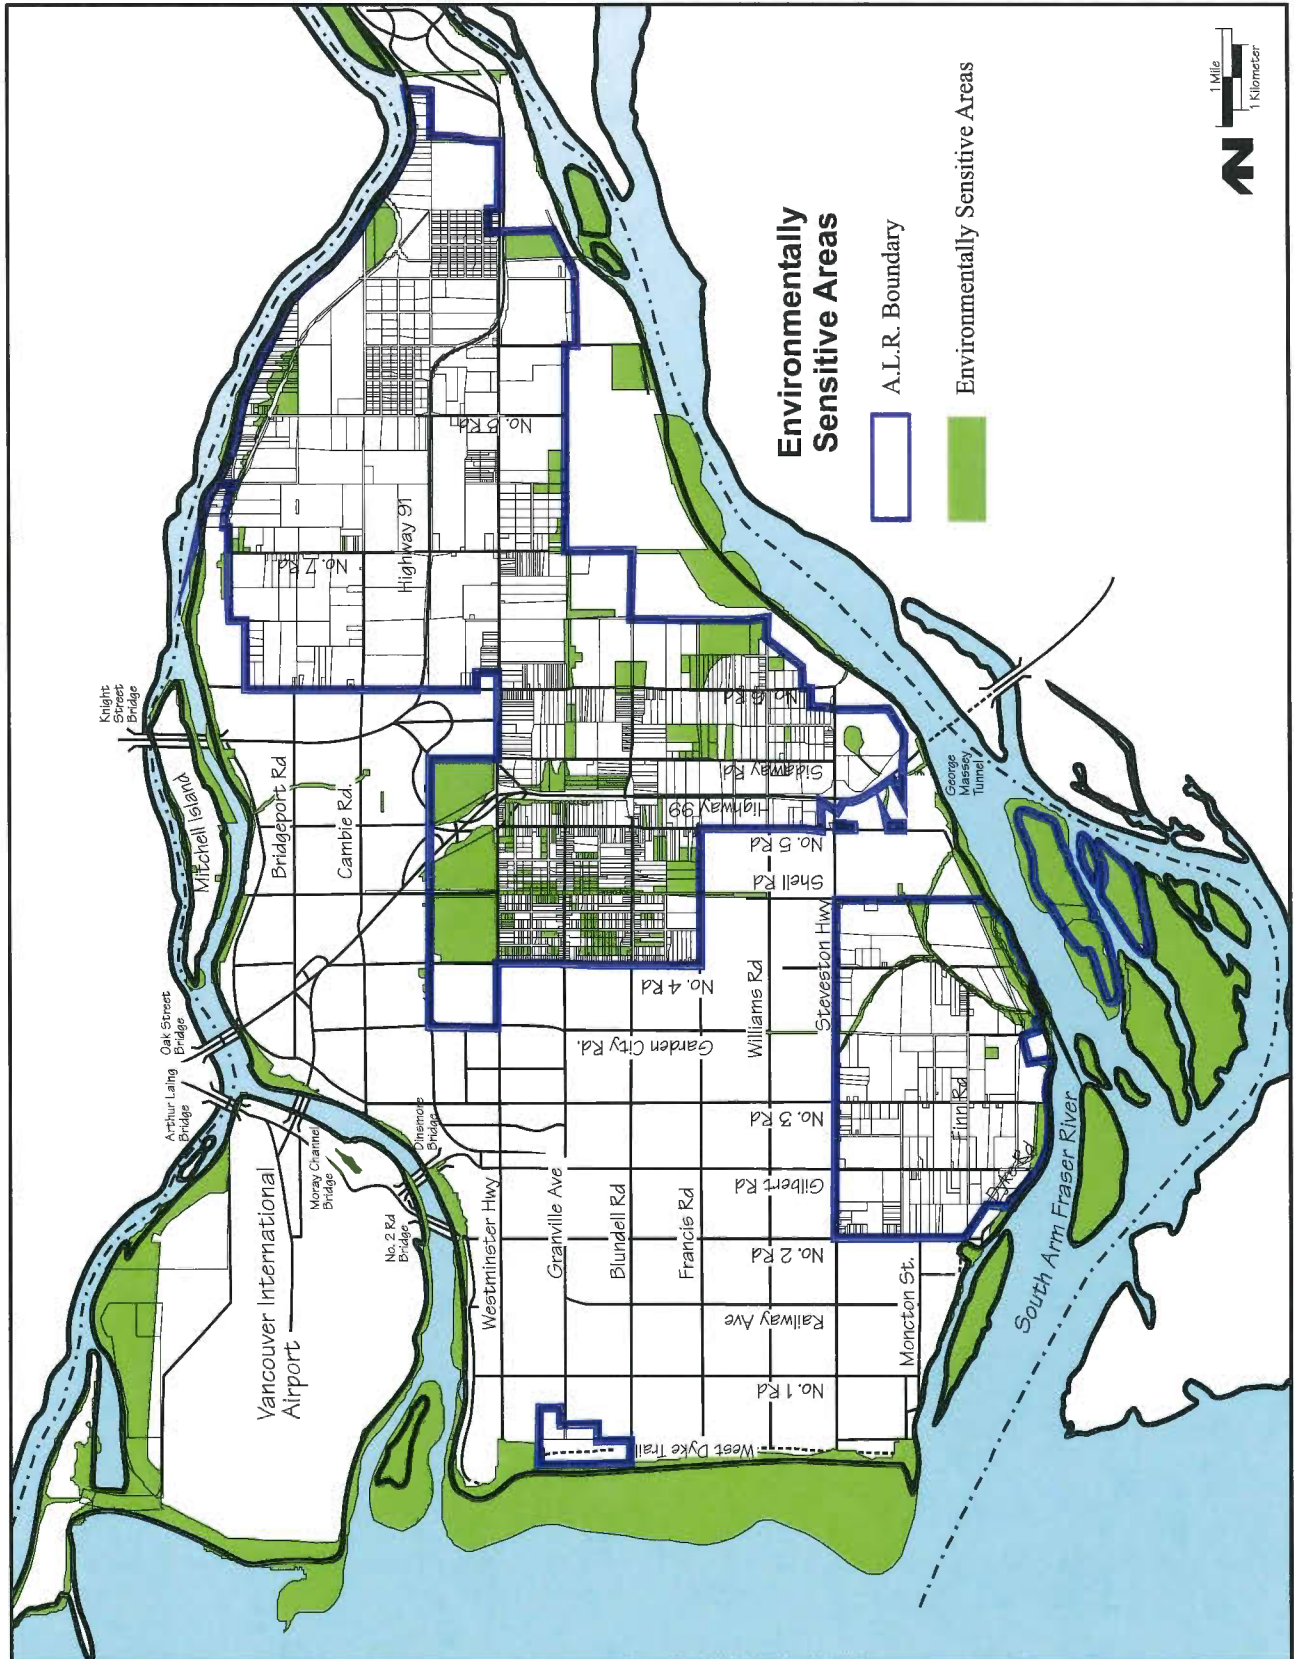 Environmentally
Sensitive Areas
A.L.R. Boundary
Environmentally Sensitive Areas
1 Mile
1 Kilometer
N
Knight
Street
Bridge
Mitchell Island
Bridgeport Rd
Cambie Rd.
Oak Street
Bridge
Arthur Laing
Bridge
Moray Channel
Bridge
Dinsmore
Bridge
No. 2 Rd
Bridge
Vancouver International
Airport
Westminster Hwy
Granville Ave
Blundell Rd
Francis Rd
Williams Rd
Steveston Hwy
Moncton St.
Finn Rd
Dyke Rd
South Arm Fraser River
George
Massey
Tunnel
Highway 91
No. 8 Rd
No. 7 Rd
No. 6 Rd
Sidaway Rd
Highway 99
No. 5 Rd
Shell Rd
No. 4 Rd
Garden City Rd.
No. 3 Rd
Gilbert Rd
No. 2 Rd
Railway Ave
No. 1 Rd
West Dyke Trail